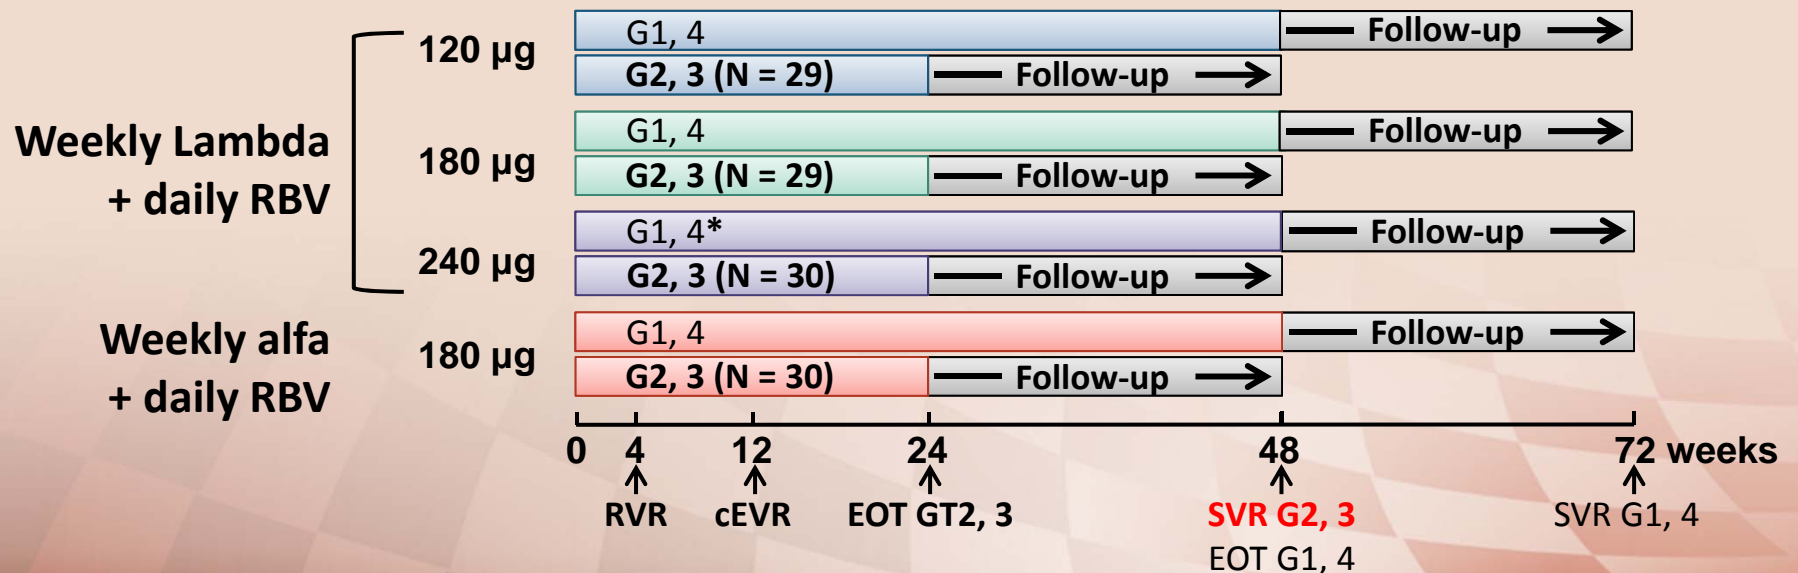 Weekly Lambda
+ daily RBV
120 µg
G1, 4
Follow-up
G2, 3 (N = 29)
Follow-up
180 µg
G1, 4
Follow-up
G2, 3 (N = 29)
Follow-up
240 µg
G1, 4*
Follow-up
G2, 3 (N = 30)
Follow-up
Weekly alfa
+ daily RBV
180 µg
G1, 4
Follow-up
G2, 3 (N = 30)
Follow-up
0 4 12 24 48 72 weeks
RVR cEVR EOT GT2, 3 SVR G2, 3 SVR G1, 4
EOT G1, 4